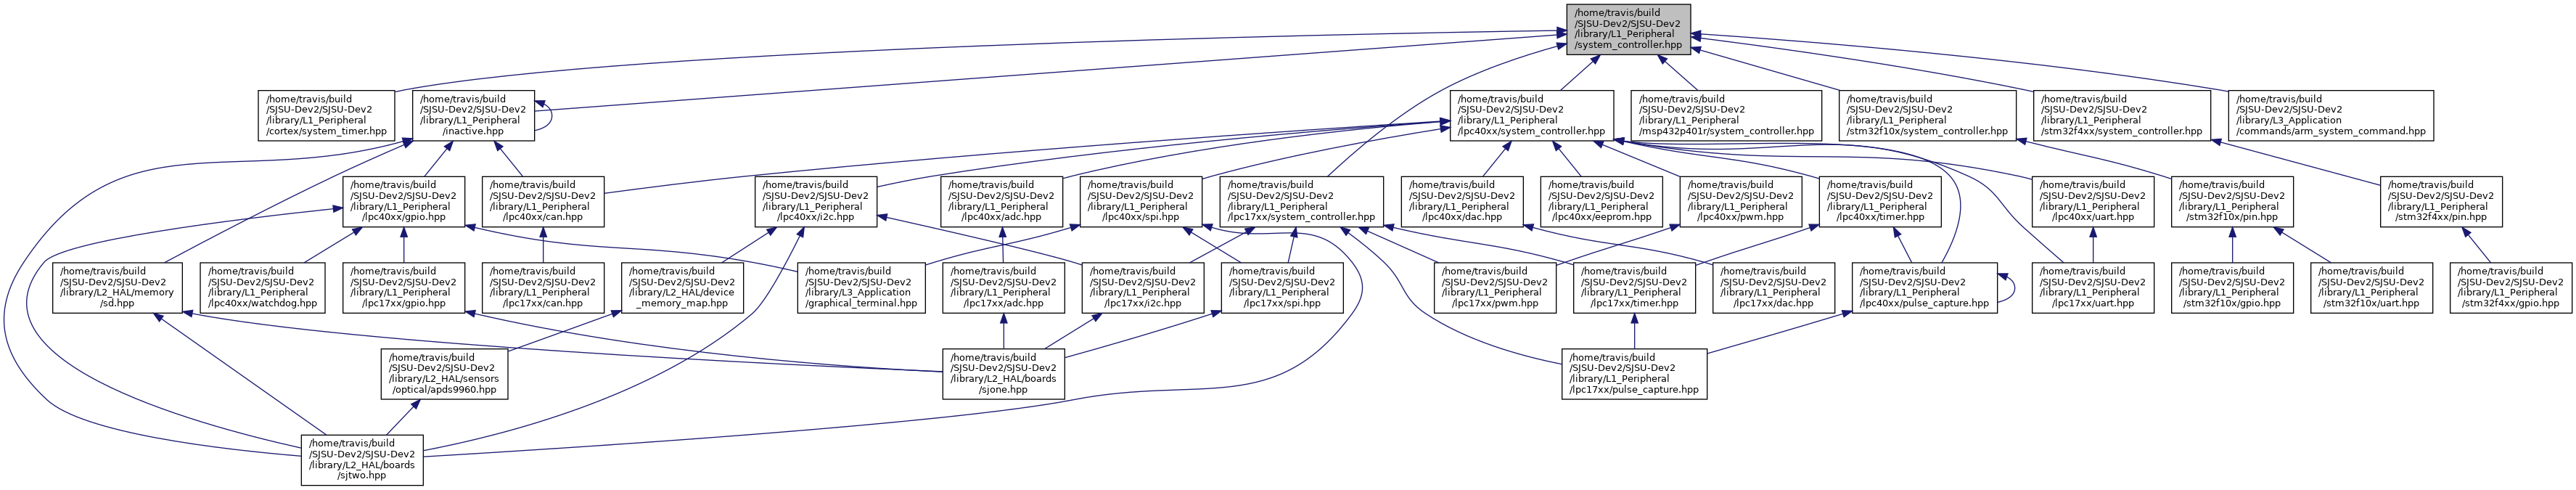 /home/travis/build
/SJSU-Dev2/SJSU-Dev2
/library/L1_Peripheral
/system_controller.hpp
/home/travis/build
/SJSU-Dev2/SJSU-Dev2
/library/L1_Peripheral
/cortex/system_timer.hpp
/home/travis/build
/SJSU-Dev2/SJSU-Dev2
/library/L1_Peripheral
/inactive.hpp
/home/travis/build
/SJSU-Dev2/SJSU-Dev2
/library/L1_Peripheral
/lpc40xx/system_controller.hpp
/home/travis/build
/SJSU-Dev2/SJSU-Dev2
/library/L1_Peripheral
/msp432p401r/system_controller.hpp
/home/travis/build
/SJSU-Dev2/SJSU-Dev2
/library/L1_Peripheral
/stm32f10x/system_controller.hpp
/home/travis/build
/SJSU-Dev2/SJSU-Dev2
/library/L1_Peripheral
/stm32f4xx/system_controller.hpp
/home/travis/build
/SJSU-Dev2/SJSU-Dev2
/library/L3_Application
/commands/arm_system_command.hpp
/home/travis/build
/SJSU-Dev2/SJSU-Dev2
/library/L1_Peripheral
/lpc40xx/gpio.hpp
/home/travis/build
/SJSU-Dev2/SJSU-Dev2
/library/L1_Peripheral
/lpc40xx/can.hpp
/home/travis/build
/SJSU-Dev2/SJSU-Dev2
/library/L1_Peripheral
/lpc40xx/i2c.hpp
/home/travis/build
/SJSU-Dev2/SJSU-Dev2
/library/L1_Peripheral
/lpc40xx/adc.hpp
/home/travis/build
/SJSU-Dev2/SJSU-Dev2
/library/L1_Peripheral
/lpc40xx/spi.hpp
/home/travis/build
/SJSU-Dev2/SJSU-Dev2
/library/L1_Peripheral
/lpc17xx/system_controller.hpp
/home/travis/build
/SJSU-Dev2/SJSU-Dev2
/library/L1_Peripheral
/lpc40xx/dac.hpp
/home/travis/build
/SJSU-Dev2/SJSU-Dev2
/library/L1_Peripheral
/lpc40xx/eeprom.hpp
/home/travis/build
/SJSU-Dev2/SJSU-Dev2
/library/L1_Peripheral
/lpc40xx/pwm.hpp
/home/travis/build
/SJSU-Dev2/SJSU-Dev2
/library/L1_Peripheral
/lpc40xx/timer.hpp
/home/travis/build
/SJSU-Dev2/SJSU-Dev2
/library/L1_Peripheral
/lpc40xx/uart.hpp
/home/travis/build
/SJSU-Dev2/SJSU-Dev2
/library/L1_Peripheral
/stm32f10x/pin.hpp
/home/travis/build
/SJSU-Dev2/SJSU-Dev2
/library/L1_Peripheral
/stm32f4xx/pin.hpp
/home/travis/build
/SJSU-Dev2/SJSU-Dev2
/library/L2_HAL/memory
/sd.hpp
/home/travis/build
/SJSU-Dev2/SJSU-Dev2
/library/L1_Peripheral
/lpc40xx/watchdog.hpp
/home/travis/build
/SJSU-Dev2/SJSU-Dev2
/library/L1_Peripheral
/lpc17xx/gpio.hpp
/home/travis/build
/SJSU-Dev2/SJSU-Dev2
/library/L1_Peripheral
/lpc17xx/can.hpp
/home/travis/build
/SJSU-Dev2/SJSU-Dev2
/library/L2_HAL/device
_memory_map.hpp
/home/travis/build
/SJSU-Dev2/SJSU-Dev2
/library/L3_Application
/graphical_terminal.hpp
/home/travis/build
/SJSU-Dev2/SJSU-Dev2
/library/L1_Peripheral
/lpc17xx/adc.hpp
/home/travis/build
/SJSU-Dev2/SJSU-Dev2
/library/L1_Peripheral
/lpc17xx/i2c.hpp
/home/travis/build
/SJSU-Dev2/SJSU-Dev2
/library/L1_Peripheral
/lpc17xx/spi.hpp
/home/travis/build
/SJSU-Dev2/SJSU-Dev2
/library/L1_Peripheral
/lpc17xx/pwm.hpp
/home/travis/build
/SJSU-Dev2/SJSU-Dev2
/library/L1_Peripheral
/lpc17xx/timer.hpp
/home/travis/build
/SJSU-Dev2/SJSU-Dev2
/library/L1_Peripheral
/lpc17xx/dac.hpp
/home/travis/build
/SJSU-Dev2/SJSU-Dev2
/library/L1_Peripheral
/lpc40xx/pulse_capture.hpp
/home/travis/build
/SJSU-Dev2/SJSU-Dev2
/library/L1_Peripheral
/lpc17xx/uart.hpp
/home/travis/build
/SJSU-Dev2/SJSU-Dev2
/library/L1_Peripheral
/stm32f10x/gpio.hpp
/home/travis/build
/SJSU-Dev2/SJSU-Dev2
/library/L1_Peripheral
/stm32f10x/uart.hpp
/home/travis/build
/SJSU-Dev2/SJSU-Dev2
/library/L1_Peripheral
/stm32f4xx/gpio.hpp
/home/travis/build
/SJSU-Dev2/SJSU-Dev2
/library/L2_HAL/sensors
/optical/apds9960.hpp
/home/travis/build
/SJSU-Dev2/SJSU-Dev2
/library/L2_HAL/boards
/sjone.hpp
/home/travis/build
/SJSU-Dev2/SJSU-Dev2
/library/L1_Peripheral
/lpc17xx/pulse_capture.hpp
/home/travis/build
/SJSU-Dev2/SJSU-Dev2
/library/L2_HAL/boards
/sjtwo.hpp